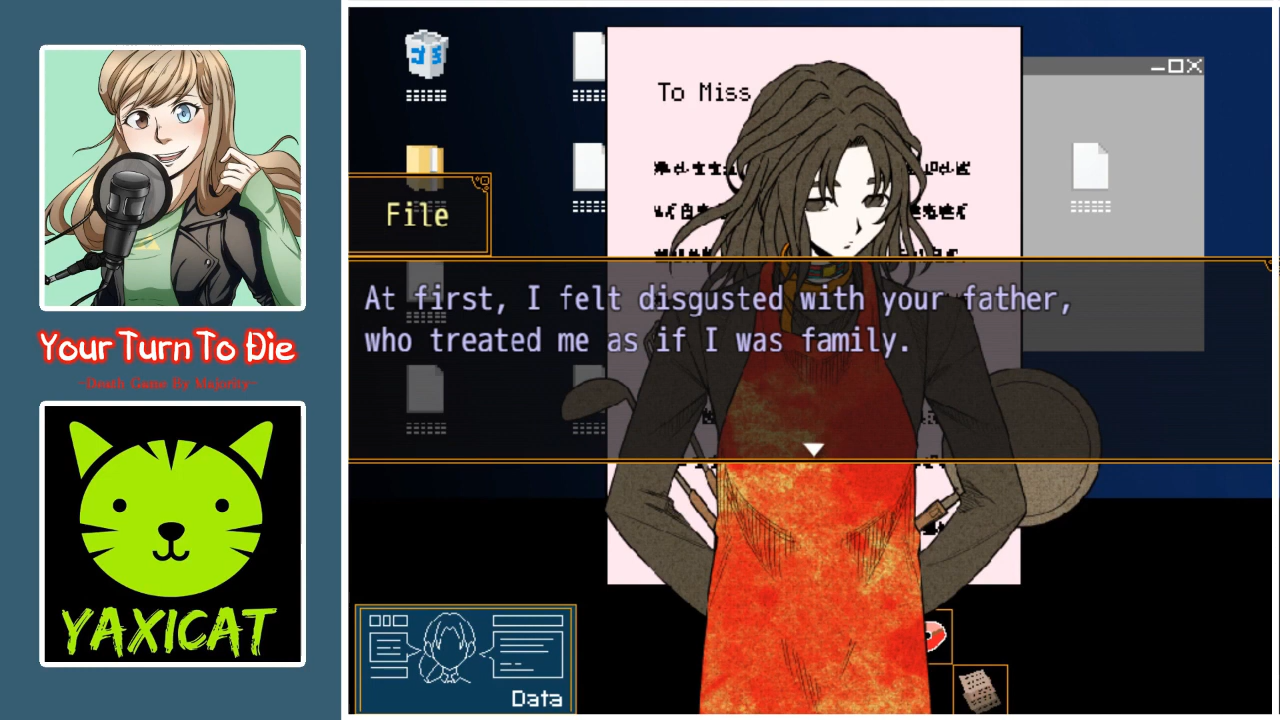 Your Turn To Die
-Death Game By Majority-
YAXICAT
To Miss
File
At first, I felt disgusted with your father,
who treated me as if I was family.
Data